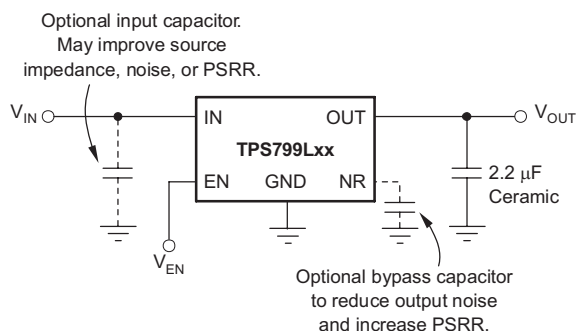 Optional input capacitor.
May improve source
impedance, noise, or PSRR.
V_IN
IN
OUT
V_OUT
TPS799Lxx
EN
GND
NR
2.2 µF
Ceramic
V_EN
Optional bypass capacitor
to reduce output noise
and increase PSRR.